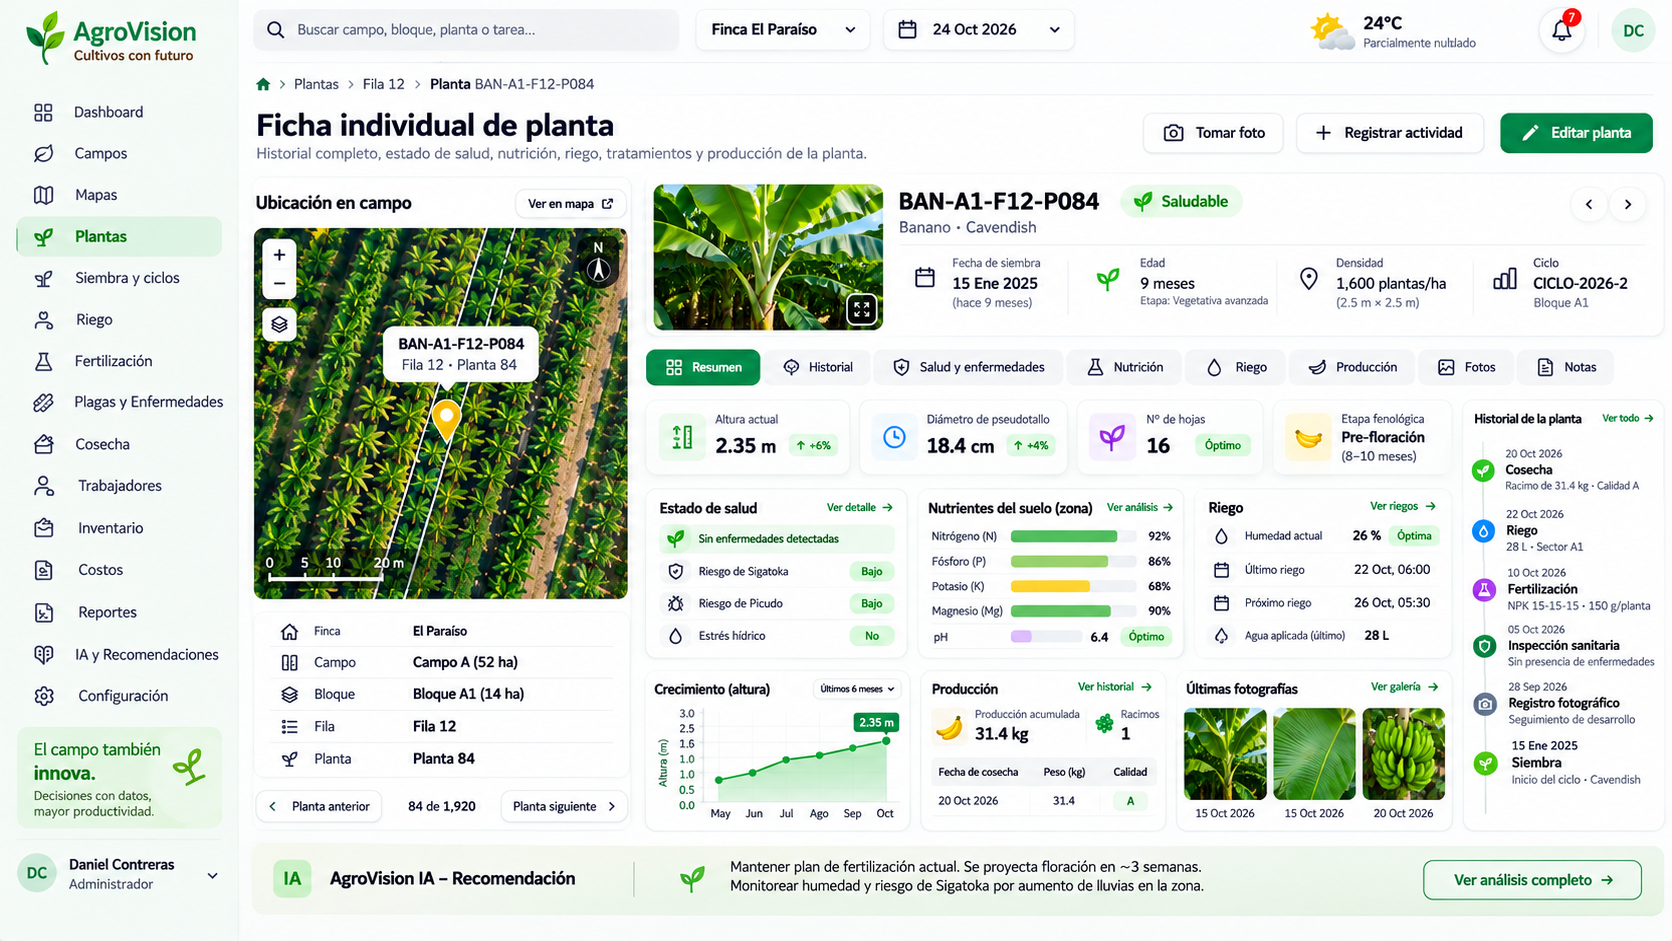 AgroVision
Cultivos con futuro
Buscar campo, bloque, planta o tarea...
Finca El Paraíso
24 Oct 2026
24°C
Parcialmente nublado
7
DC
Dashboard
Campos
Mapas
Plantas
Siembra y ciclos
Riego
Fertilización
Plagas y Enfermedades
Cosecha
Trabajadores
Inventario
Costos
Reportes
IA y Recomendaciones
Configuración
El campo también
innova.
Decisiones con datos,
mayor productividad.
DC
Daniel Contreras
Administrador
Plantas > Fila 12 > Planta BAN-A1-F12-P084
Ficha individual de planta
Historial completo, estado de salud, nutrición, riego, tratamientos y producción de la planta.
Tomar foto
+ Registrar actividad
Editar planta
Ubicación en campo
Ver en mapa
+
−
N
BAN-A1-F12-P084
Fila 12 • Planta 84
0 5 10 20 m
Finca El Paraíso
Campo Campo A (52 ha)
Bloque Bloque A1 (14 ha)
Fila Fila 12
Planta Planta 84
< Planta anterior
84 de 1,920
Planta siguiente >
BAN-A1-F12-P084
Saludable
Banano • Cavendish
Fecha de siembra
15 Ene 2025
(hace 9 meses)
Edad
9 meses
Etapa: Vegetativa avanzada
Densidad
1,600 plantas/ha
(2.5 m × 2.5 m)
Ciclo
CICLO-2026-2
Bloque A1
Resumen
Historial
Salud y enfermedades
Nutrición
Riego
Producción
Fotos
Notas
Altura actual
2.35 m ↑ +6%
Diámetro de pseudotallo
18.4 cm ↑ +4%
Nº de hojas
16 Óptimo
Etapa fenológica
Pre-floración
(8–10 meses)
Estado de salud
Ver detalle →
Sin enfermedades detectadas
Riesgo de Sigatoka Bajo
Riesgo de Picudo Bajo
Estrés hídrico No
Nutrientes del suelo (zona)
Ver análisis →
Nitrógeno (N) 92%
Fósforo (P) 86%
Potasio (K) 68%
Magnesio (Mg) 90%
pH 6.4 Óptimo
Riego
Ver riegos →
Humedad actual 26 % Óptima
Último riego 22 Oct, 06:00
Próximo riego 26 Oct, 05:30
Agua aplicada (último) 28 L
Crecimiento (altura)
Últimos 6 meses
Altura (m)
3.0
2.5
1.6
1.0
1.0
0.5
0.0
2.35 m
May Jun Jul Ago Sep Oct
Producción
Ver historial →
Producción acumulada
31.4 kg
Racimos
1
Fecha de cosecha Peso (kg) Calidad
20 Oct 2026 31.4 A
Últimas fotografías
Ver galería →
15 Oct 2026
15 Oct 2026
20 Oct 2026
Historial de la planta
Ver todo →
20 Oct 2026
Cosecha
Racimo de 31.4 kg • Calidad A
22 Oct 2026
Riego
28 L • Sector A1
10 Oct 2026
Fertilización
NPK 15-15-15 • 150 g/planta
05 Oct 2026
Inspección sanitaria
Sin presencia de enfermedades
28 Sep 2026
Registro fotográfico
Seguimiento de desarrollo
15 Ene 2025
Siembra
Inicio del ciclo • Cavendish
IA
AgroVision IA – Recomendación
Mantener plan de fertilización actual. Se proyecta floración en ~3 semanas.
Monitorear humedad y riesgo de Sigatoka por aumento de lluvias en la zona.
Ver análisis completo →